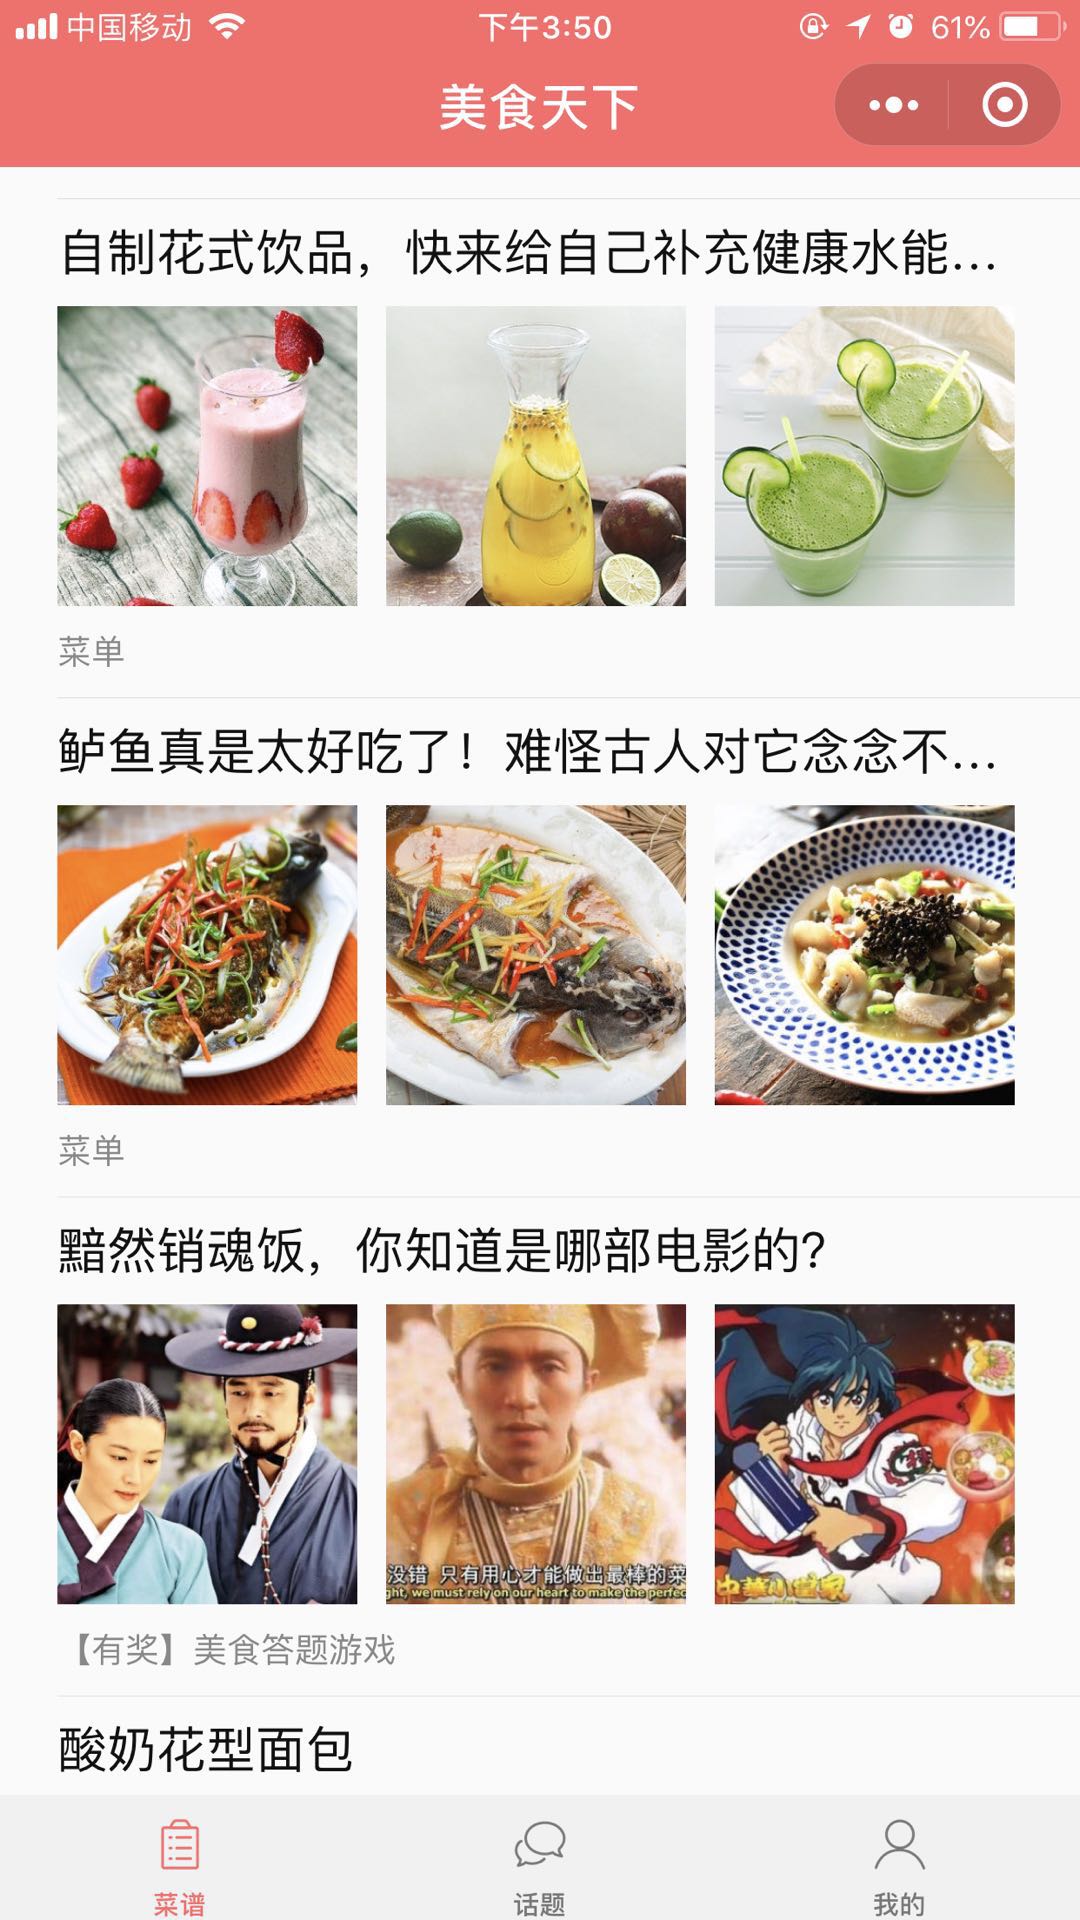 中国移动
下午3:50
61%
美食天下
自制花式饮品，快来给自己补充健康水能...
菜单
鲈鱼真是太好吃了！难怪古人对它念念不...
菜单
黯然销魂饭，你知道是哪部电影的？
没错 只有用心才能做出最棒的菜
ght, we must rely on our heart to make the perfec
中華小當家
【有奖】美食答题游戏
酸奶花型面包
菜谱
话题
我的